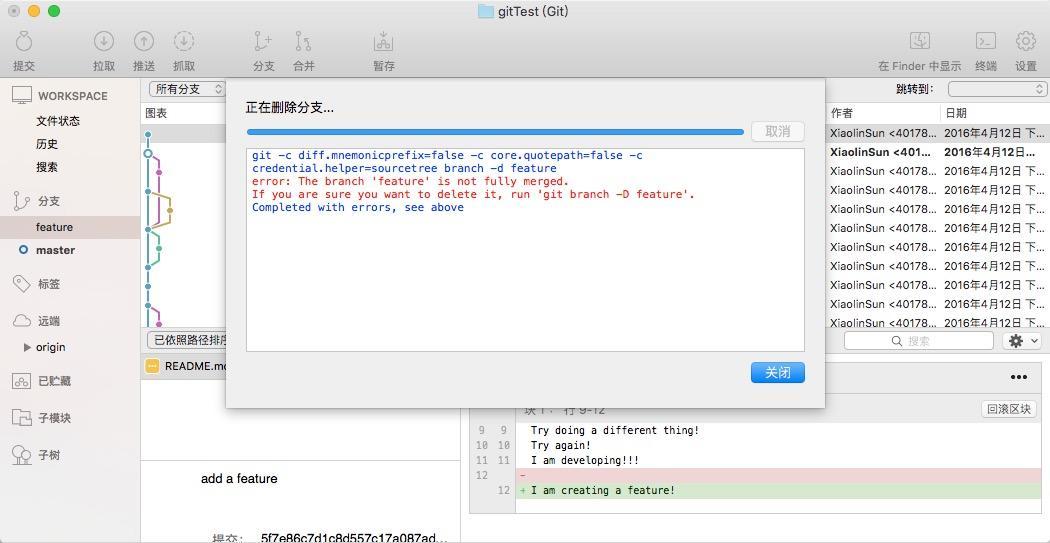 gitTest (Git)
提交
拉取
推送
抓取
分支
合并
暂存
在 Finder 中显示
终端
设置
WORKSPACE
文件状态
历史
搜索
分支
feature
master
标签
远端
origin
已贮藏
子模块
子树
所有分支
跳转到:
图表
作者
日期
正在删除分支...
取消
git -c diff.mnemonicprefix=false -c core.quotepath=false -c
credential.helper=sourcetree branch -d feature
error: The branch 'feature' is not fully merged.
If you are sure you want to delete it, run 'git branch -D feature'.
Completed with errors, see above
关闭
XiaolinSun <40178... 2016年4月12日 下...
XiaolinSun <401... 2016年4月12日...
XiaolinSun <40178... 2016年4月12日 下...
XiaolinSun <40178... 2016年4月12日 下...
XiaolinSun <40178... 2016年4月12日 下...
XiaolinSun <40178... 2016年4月12日 下...
XiaolinSun <40178... 2016年4月12日 下...
XiaolinSun <40178... 2016年4月12日 下...
XiaolinSun <40178... 2016年4月12日 下...
XiaolinSun <40178... 2016年4月12日 下...
XiaolinSun <40178... 2016年4月12日 下...
已依照路径排序
搜索
README.md
add a feature
提交: 5f7e86c7d1c8d557c17a087ad...
块 1： 行 9-12
回滚区块
9 9 Try doing a different thing!
10 10 Try again!
11 11 I am developing!!!
12 -
12 + I am creating a feature!